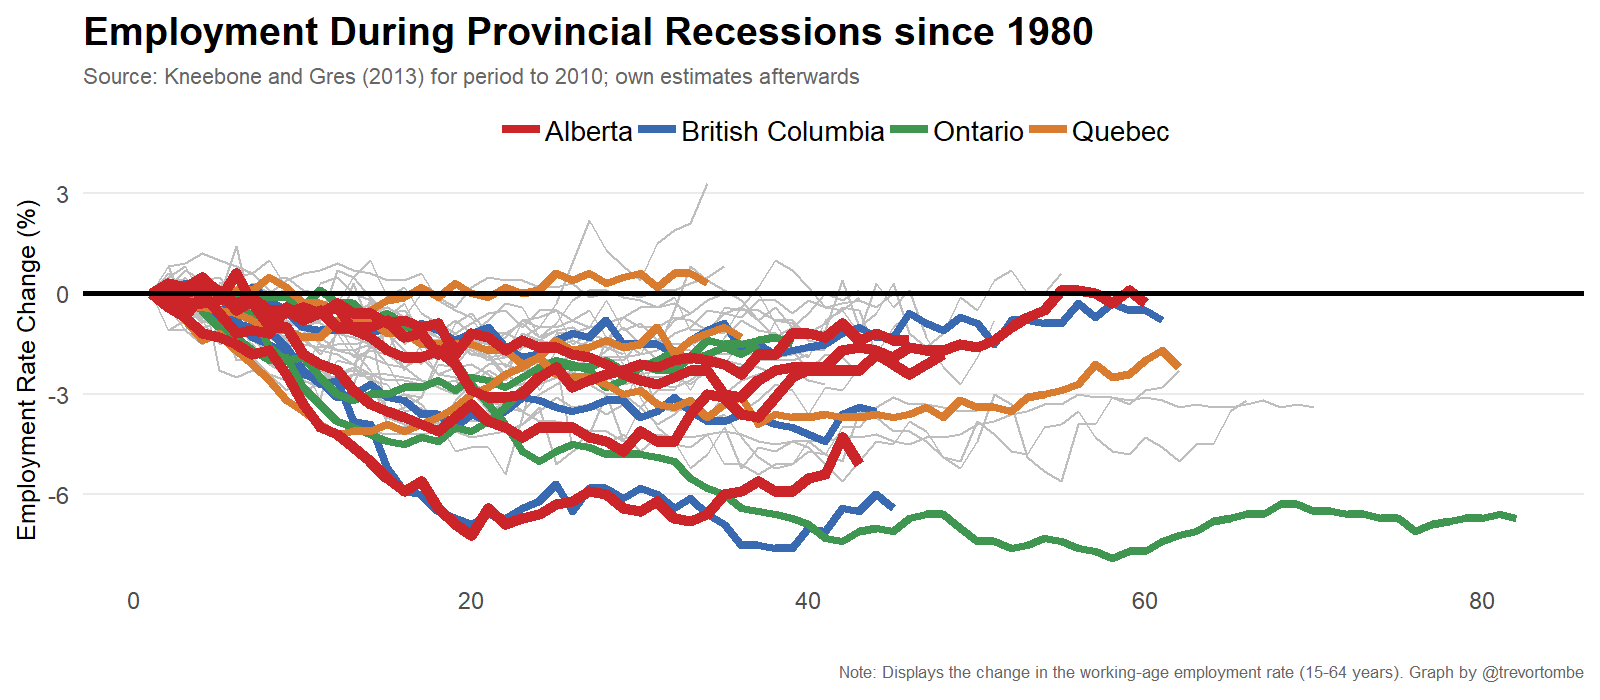 Employment During Provincial Recessions since 1980
Source: Kneebone and Gres (2013) for period to 2010; own estimates afterwards
Alberta British Columbia Ontario Quebec
Employment Rate Change (%)
3
0
-3
-6
0 20 40 60 80
Note: Displays the change in the working-age employment rate (15-64 years). Graph by @trevortombe